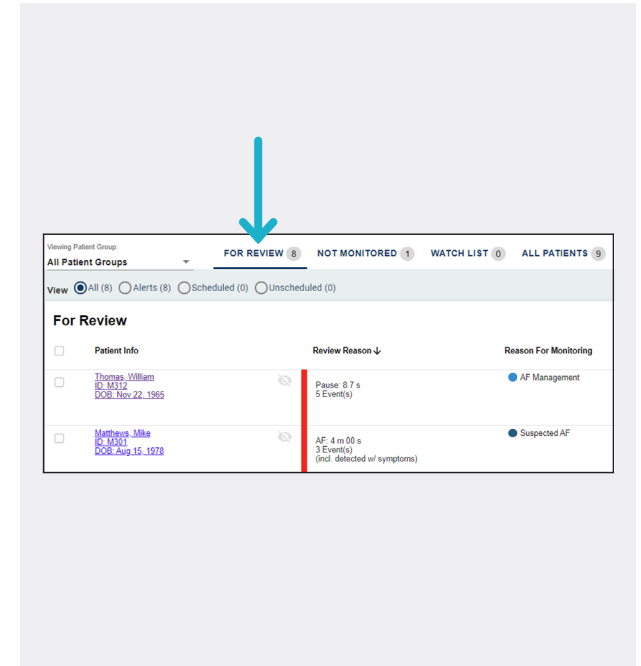 Viewing Patient Group:
All Patient Groups
FOR REVIEW 8 NOT MONITORED 1 WATCH LIST 0 ALL PATIENTS 9
View All (8) Alerts (8) Scheduled (0) Unscheduled (0)
For Review
Patient Info Review Reason Reason For Monitoring
Thomas, William
ID: M312
DOB: Nov 22, 1965
Pause: 8.7 s
5 Event(s)
AF Management
Matthews, Mike
ID: M301
DOB: Aug 15, 1978
AF: 4 m 00 s
3 Event(s)
(incl. detected w/ symptoms)
Suspected AF